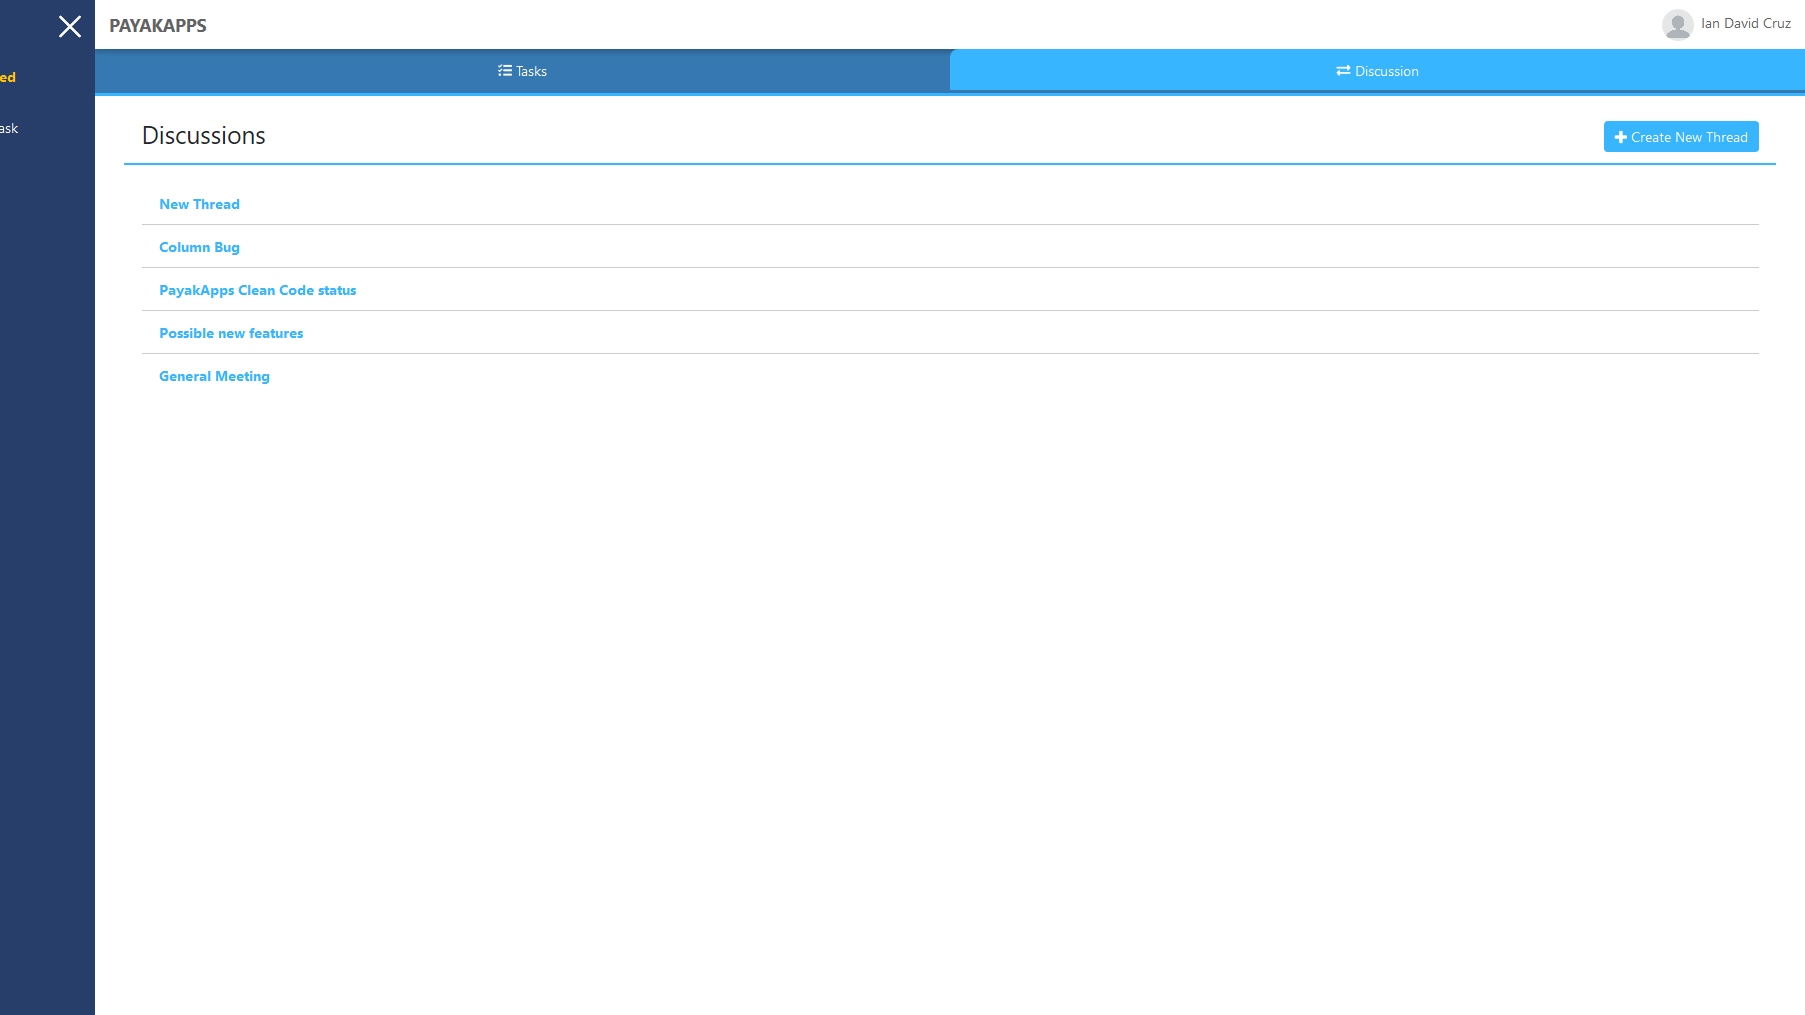 PAYAKAPPS
Ian David Cruz
ed
ask
Tasks
Discussion
Discussions
Create New Thread
New Thread
Column Bug
PayakApps Clean Code status
Possible new features
General Meeting